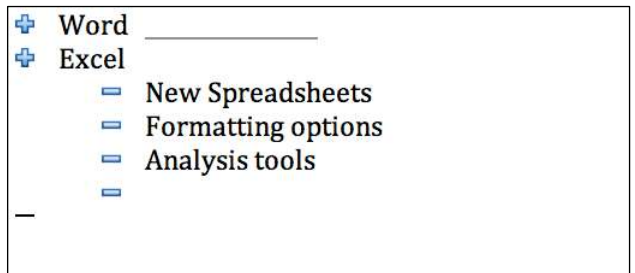 Word
Excel
New Spreadsheets
Formatting options
Analysis tools